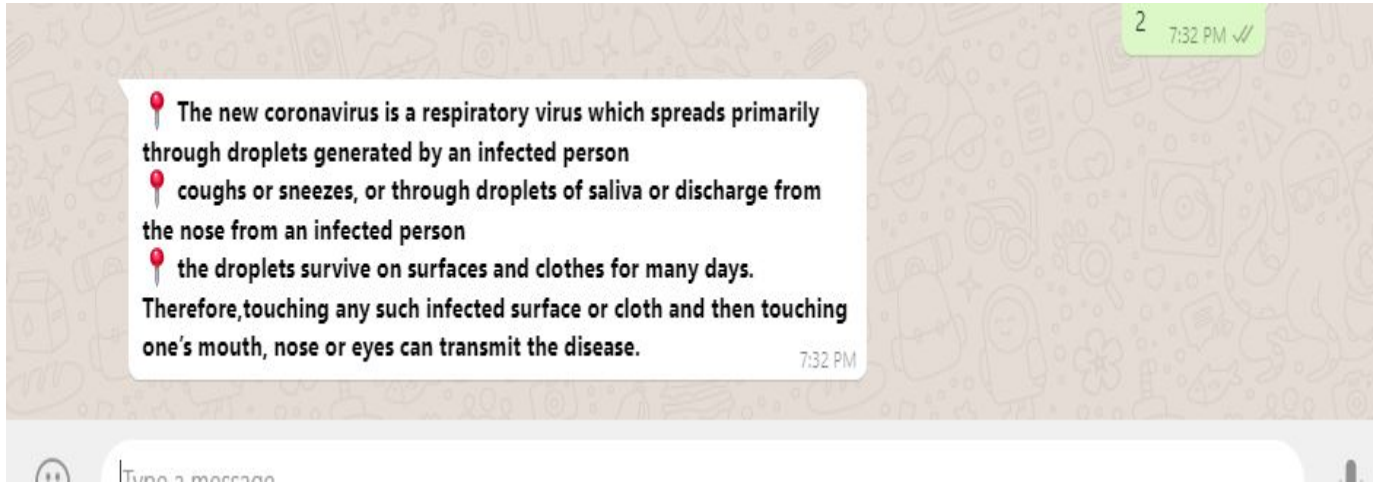 2 7:32 PM
📍 The new coronavirus is a respiratory virus which spreads primarily
through droplets generated by an infected person
📍 coughs or sneezes, or through droplets of saliva or discharge from
the nose from an infected person
📍 the droplets survive on surfaces and clothes for many days.
Therefore,touching any such infected surface or cloth and then touching
one's mouth, nose or eyes can transmit the disease.
7:32 PM
Type a message